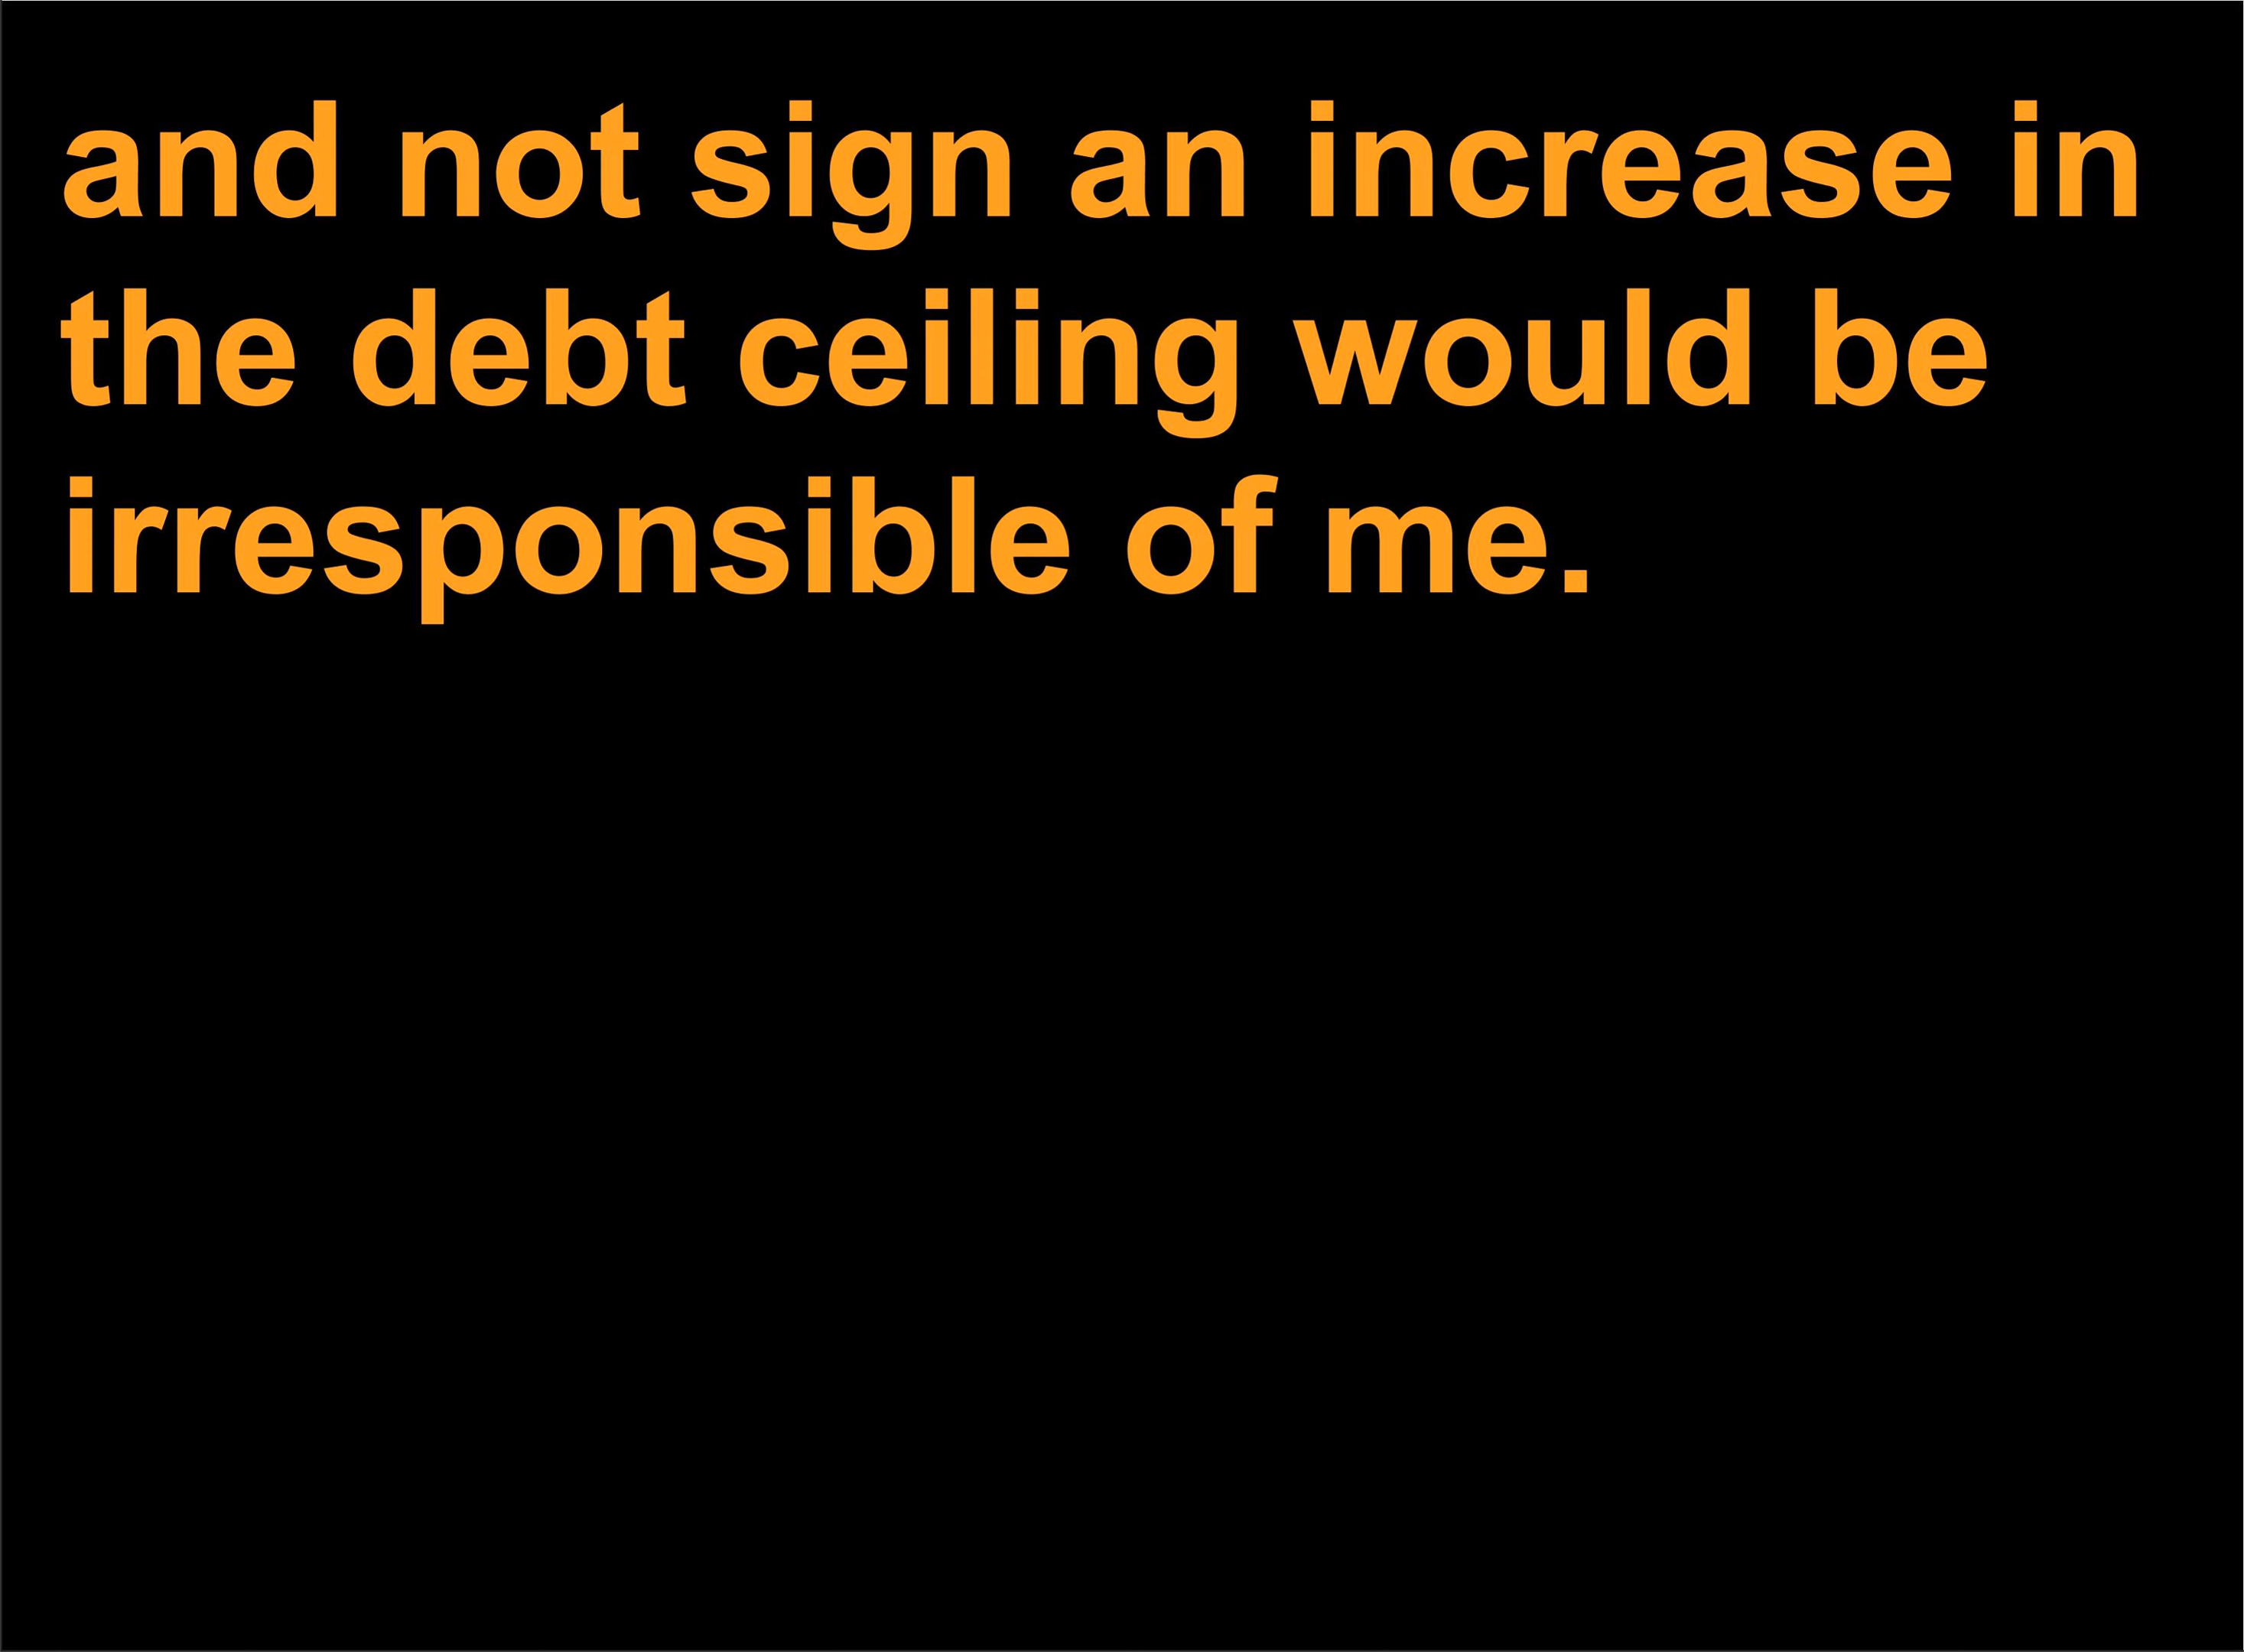 and not sign an increase in
the debt ceiling would be
irresponsible of me.